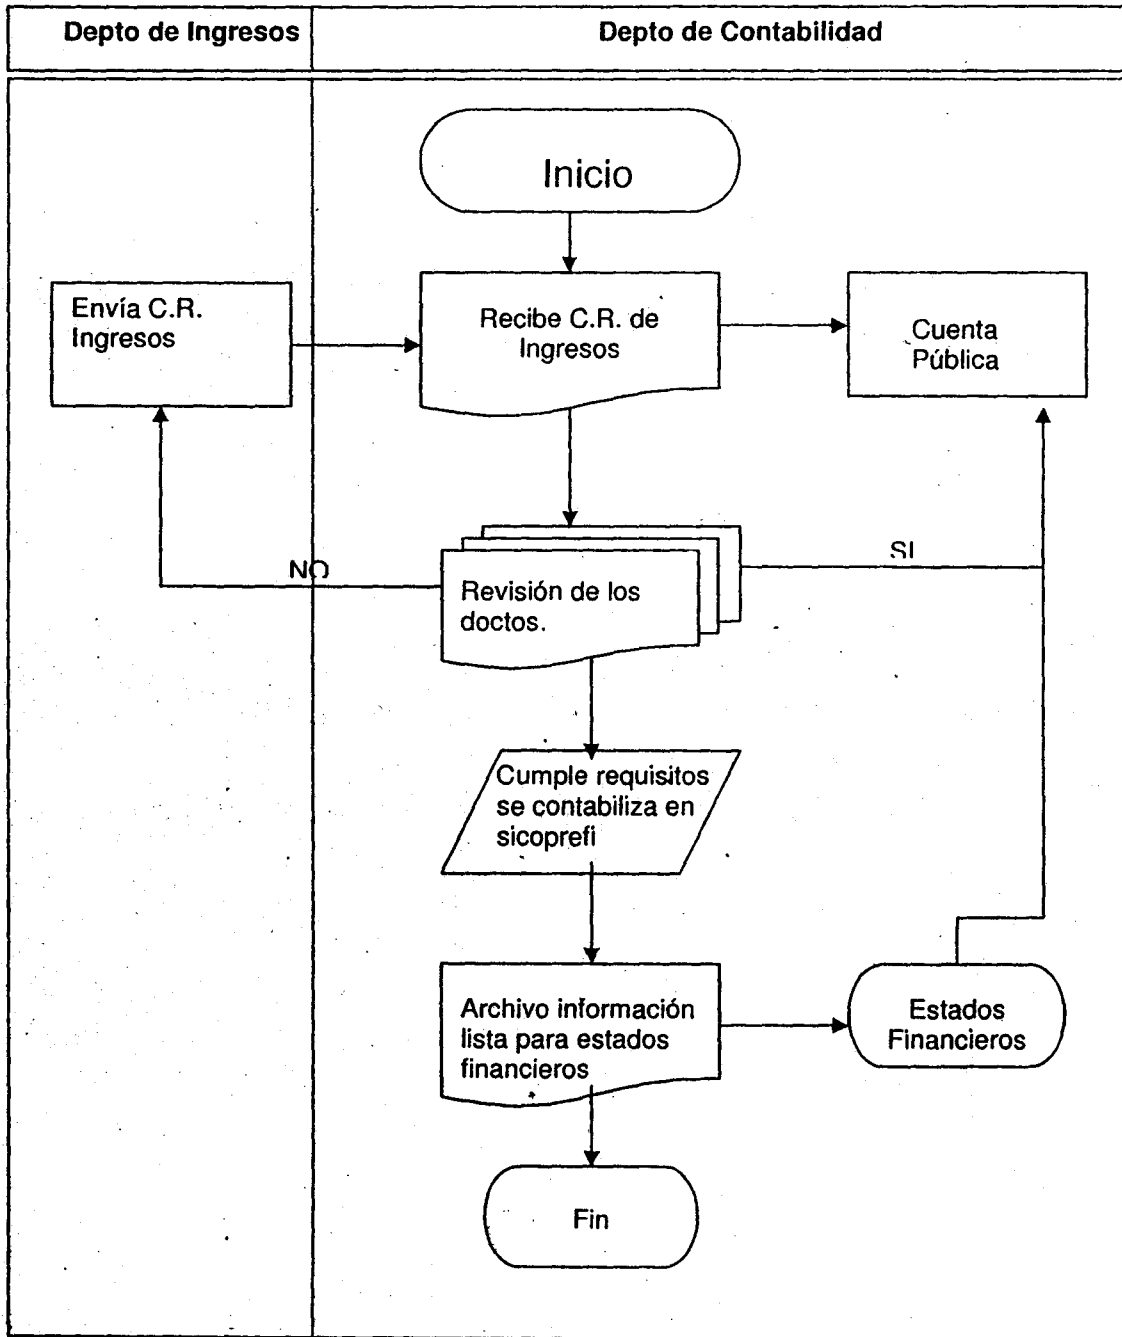 Depto de Ingresos
Depto de Contabilidad
Inicio
Envía C.R.
Ingresos
Recibe C.R. de
Ingresos
Cuenta
Pública
NO
SI
Revisión de los
doctos.
Cumple requisitos
se contabiliza en
sicoprefi
Archivo información
lista para estados
financieros
Estados
Financieros
Fin